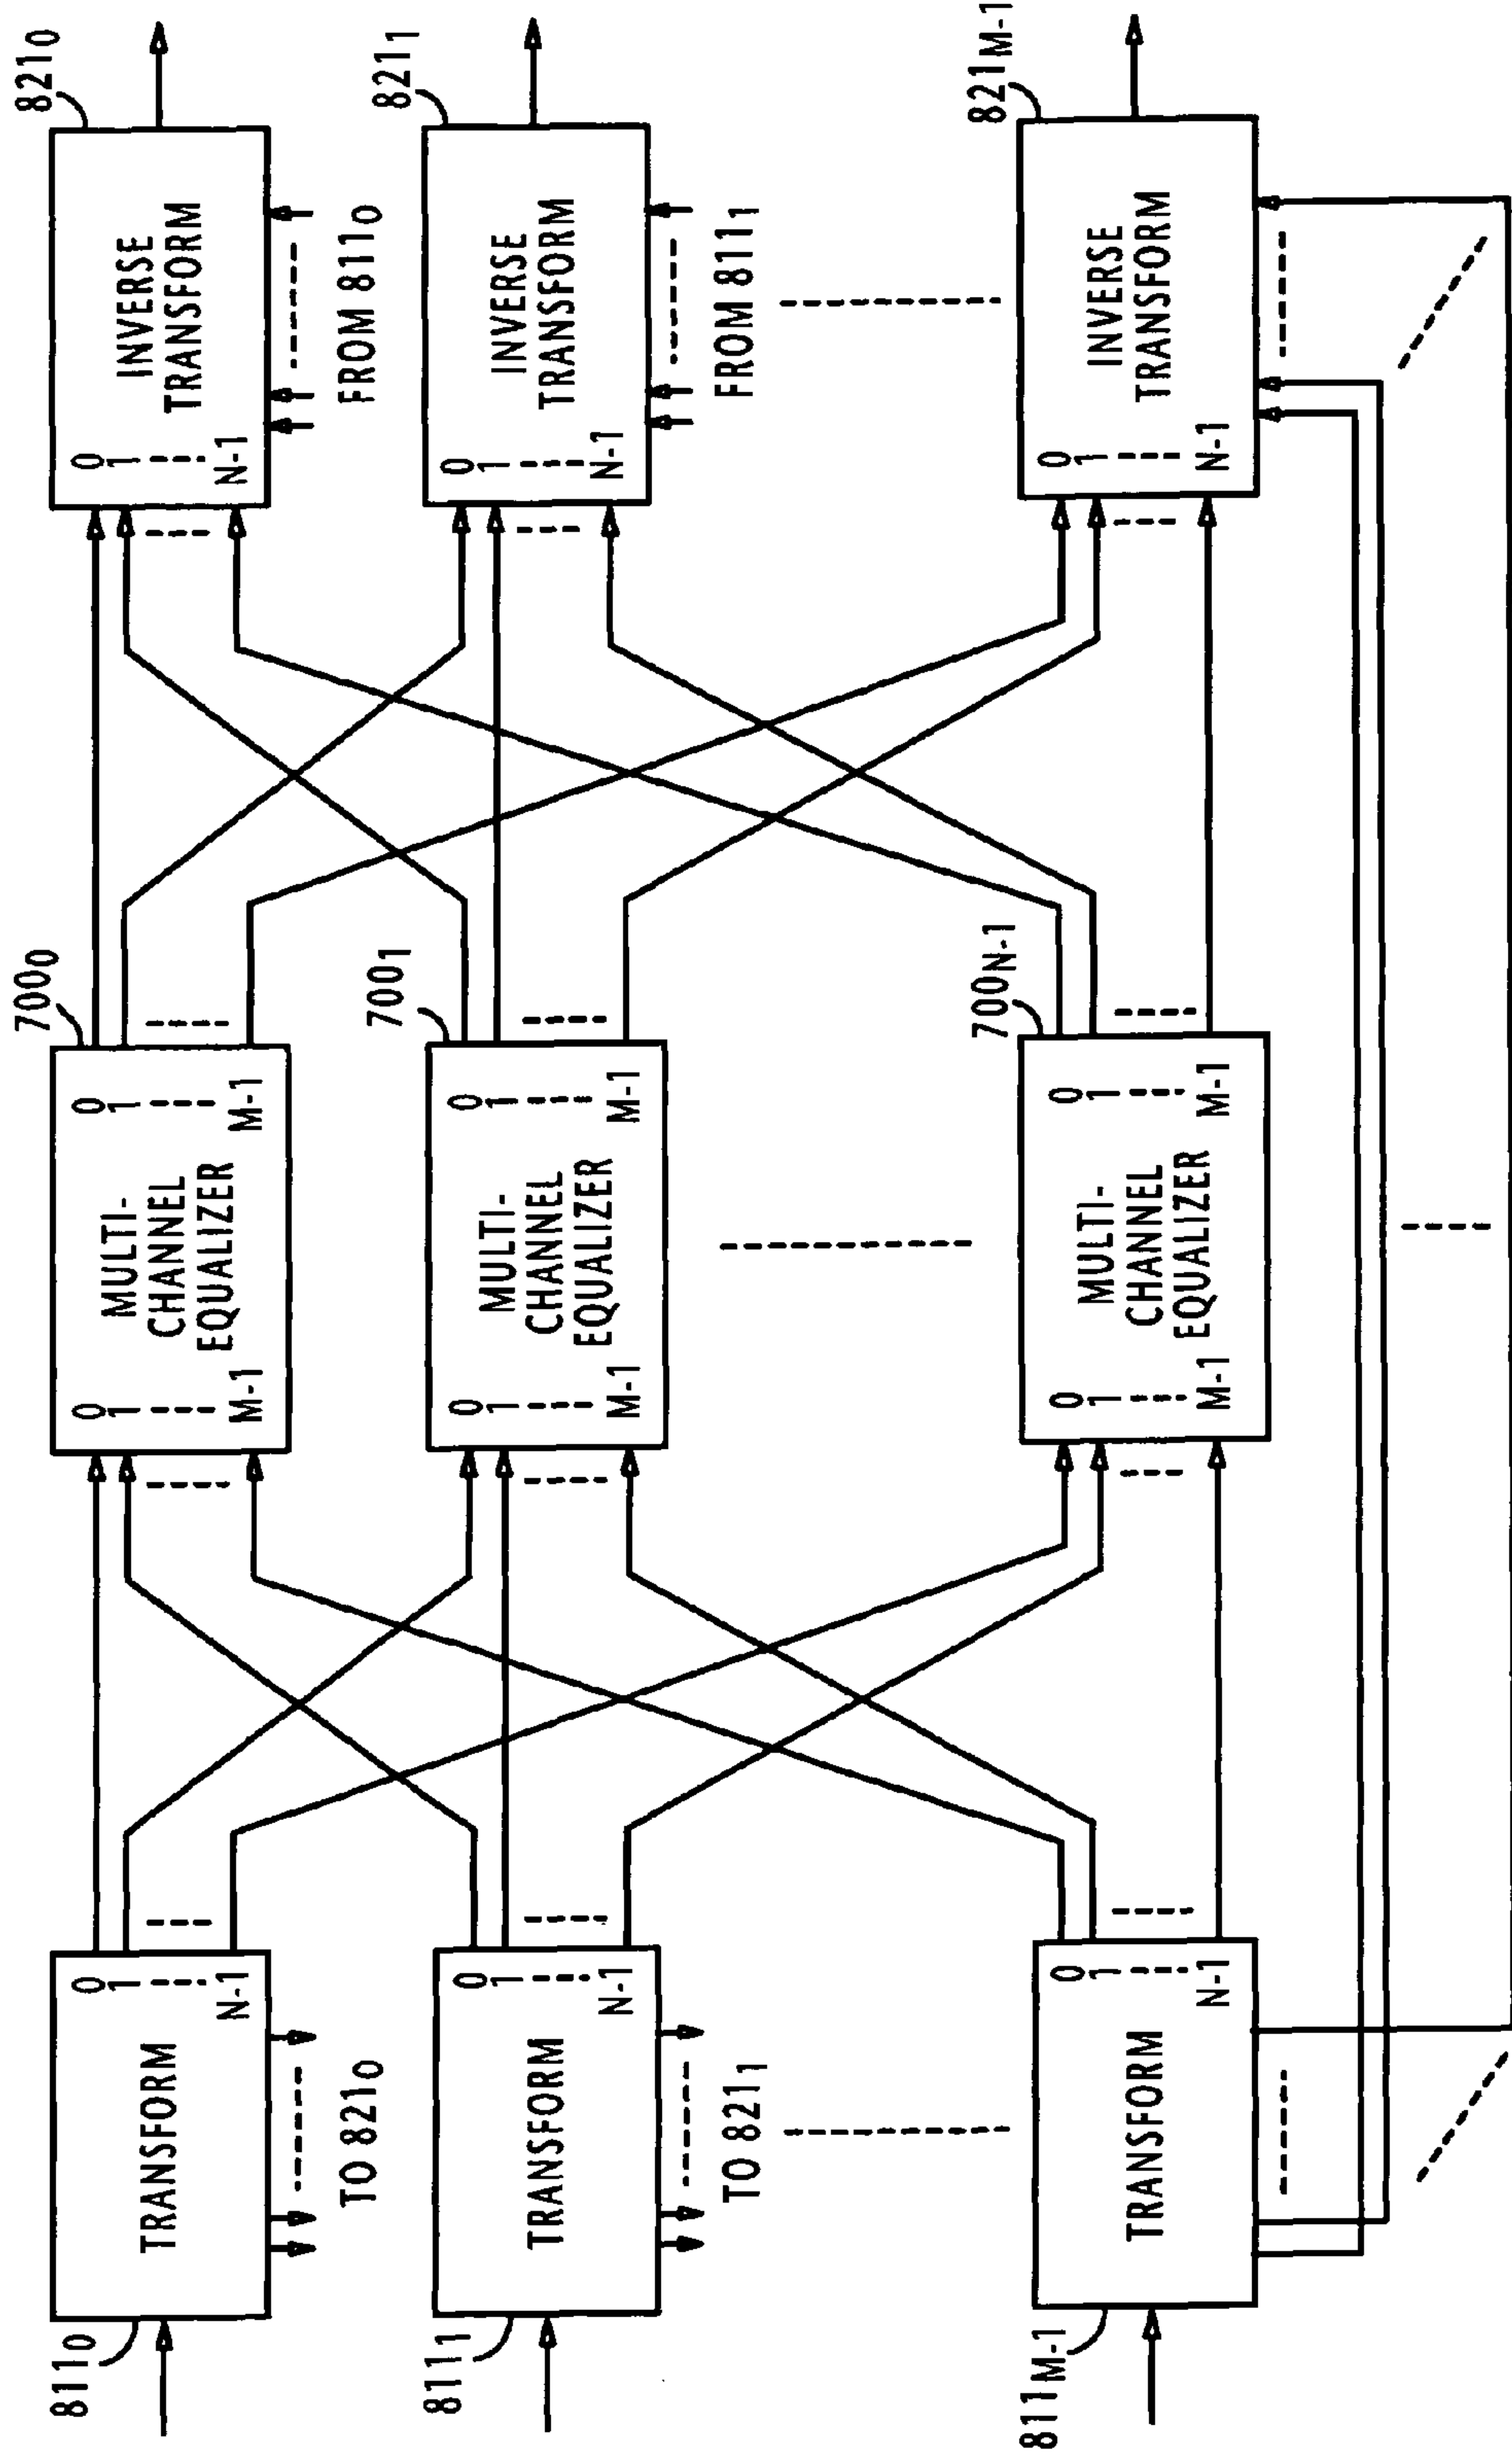 811₀
TRANSFORM
0
1
N-1
TO 821₀
700₀
0
1
M-1
MULTI-
CHANNEL
EQUALIZER
0
1
M-1
821₀
0
1
N-1
INVERSE
TRANSFORM
FROM 811₀
811₁
TRANSFORM
0
1
N-1
TO 821₁
700₁
0
1
M-1
MULTI-
CHANNEL
EQUALIZER
0
1
M-1
821₁
0
1
N-1
INVERSE
TRANSFORM
FROM 811₁
811M-1
TRANSFORM
0
1
N-1
700N-1
0
1
M-1
MULTI-
CHANNEL
EQUALIZER
0
1
M-1
821M-1
0
1
N-1
INVERSE
TRANSFORM